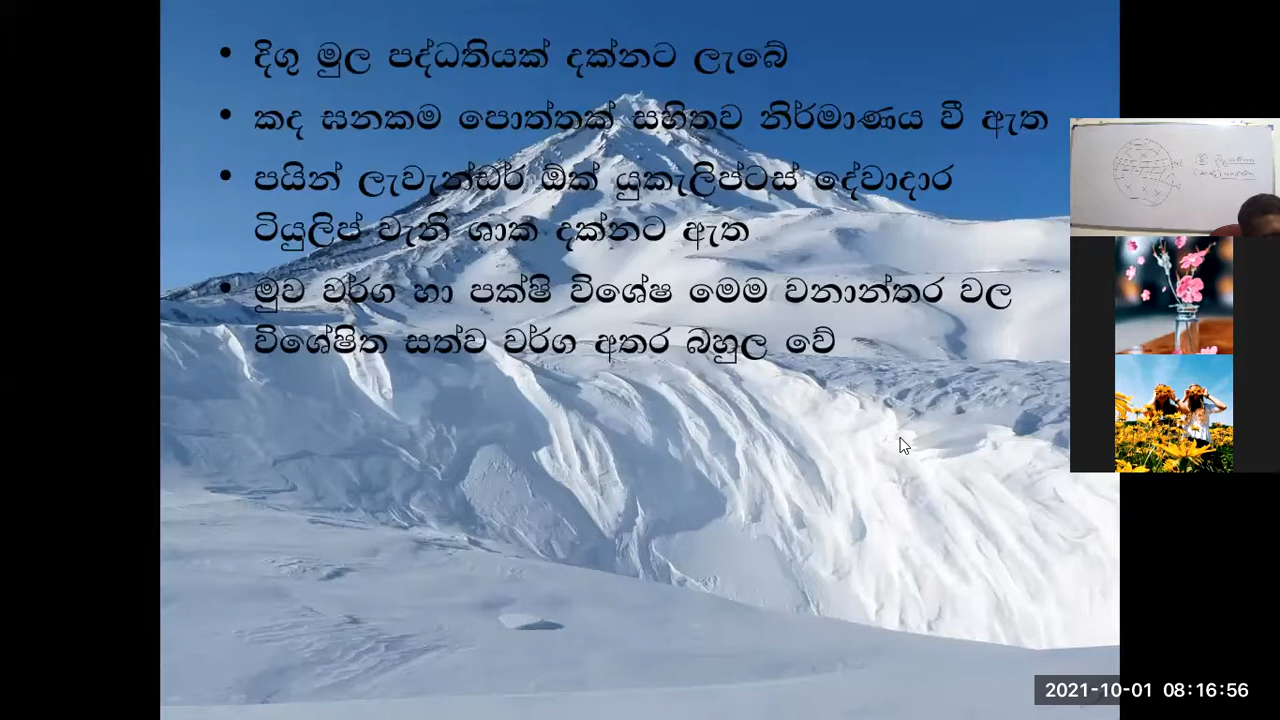 • දිගු මුල පද්ධතියක් දක්නට ලැබේ
• කද ඝනකම පොත්තක් සහිතව නිර්මාණය වී ඇත
• පයින් ලැවැන්ඩර් ඕක් යුකැලිප්ටස් දේවාදාර
ටියුලිප් වැනි ශාක දක්නට ඇත
• මුව වර්ග හා පක්ෂි විශේෂ මෙම වනාන්තර වල
විශේෂිත සත්ව වර්ග අතර බහුල වේ
2021-10-01 08:16:56